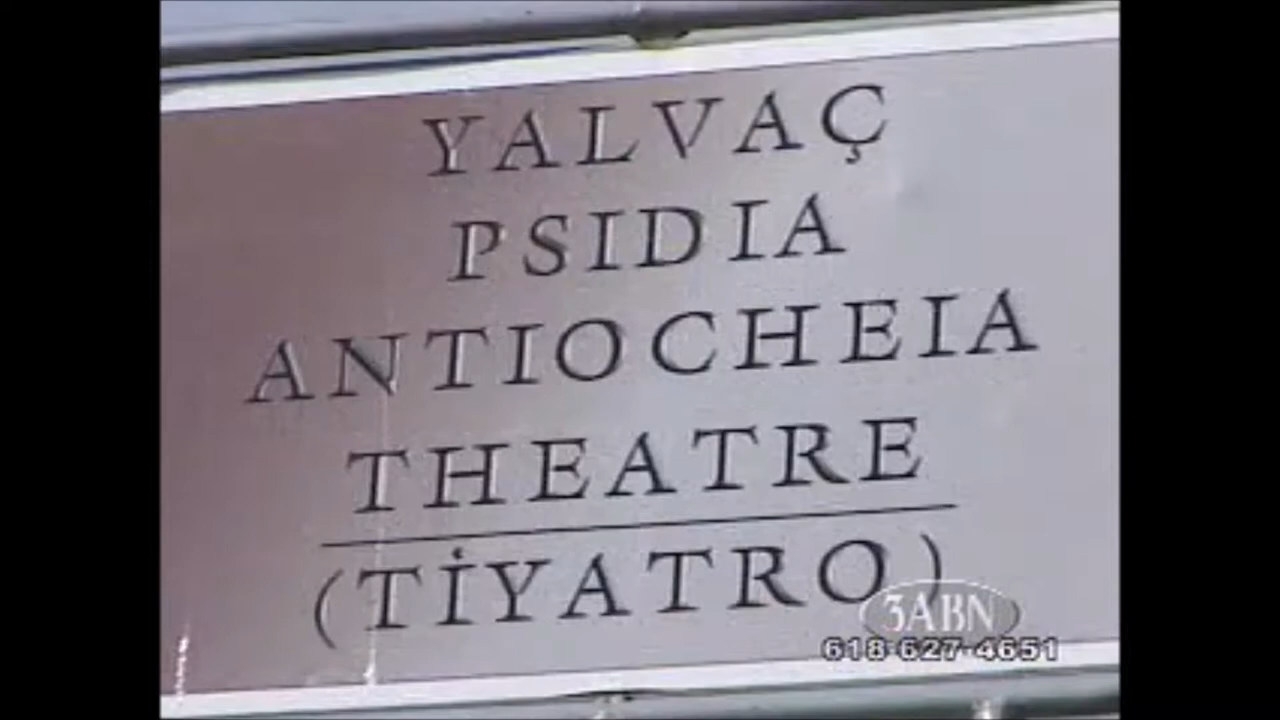 YALVAÇ
PSIDIA
ANTIOCHEIA
THEATRE
(TİYATRO)
3ABN
618-627-4651